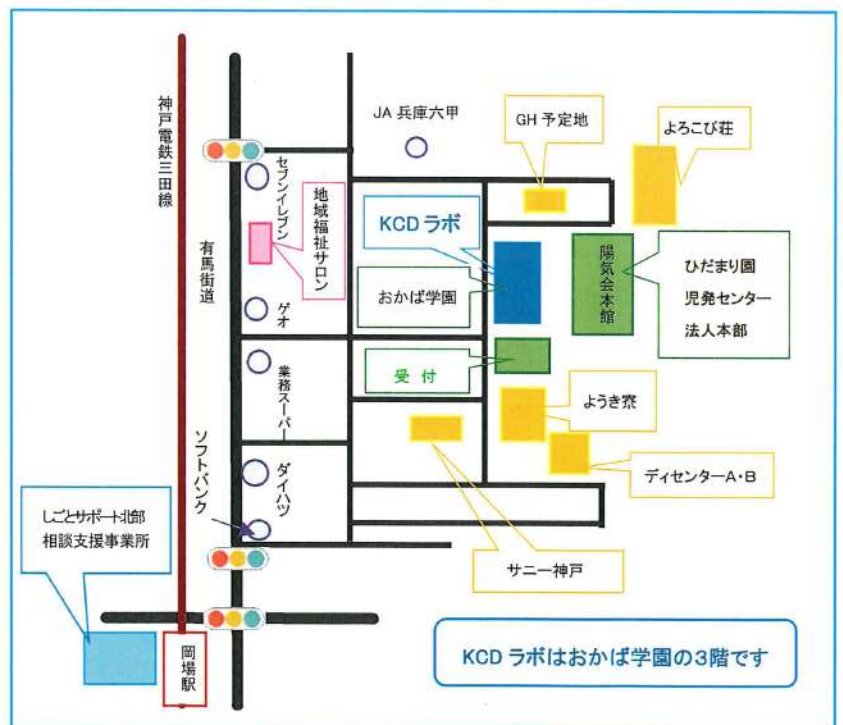 神戸電鉄三田線
有馬街道
セブンイレブン
地域福祉サロン
ゲオ
業務スーパー
ソフトバンク
ダイハツ
JA 兵庫六甲
GH 予定地
よろこび荘
KCD ラボ
おかば学園
陽気会本館
ひだまり園
児発センター
法人本部
受 付
ようき寮
ディセンターA・B
サニー神戸
しごとサポート北部
相談支援事業所
岡場駅
KCD ラボはおかば学園の3階です